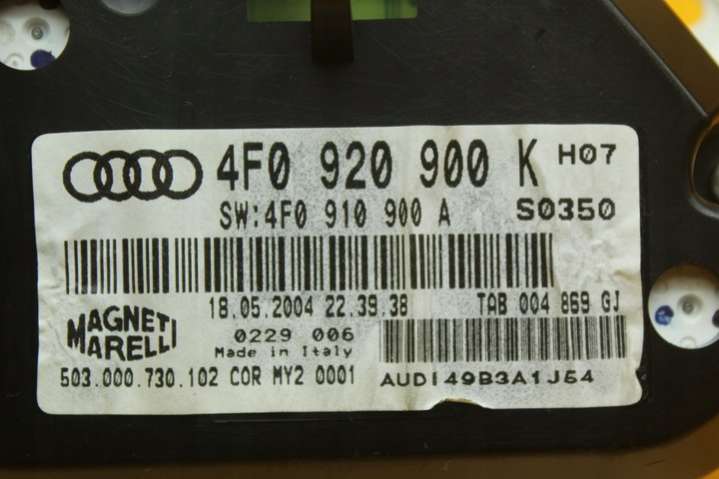 4F0 920 900 K H07
SW:4F0 910 900 A S0350
18.05.2004 22.39.38 TAB 004 869 GJ
MAGNETI MARELLI
0229 006
Made in Italy
503.000.730.102 COR MY2 0001 AUDI49B3A1J54